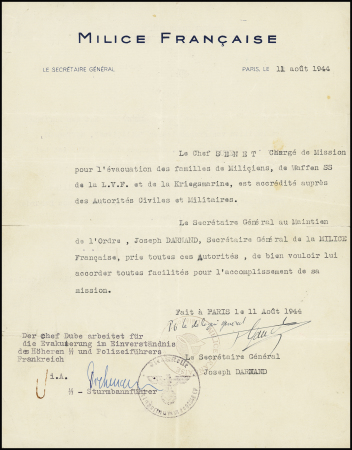 MILICE FRANÇAISE
LE SECRÉTAIRE GÉNÉRAL
PARIS, LE 11 août 1944
Le Chef SENET Chargé de Mission
pour l'évacuation des familles de Miliciens, de Waffen SS
de la L.V.F. et de la Kriegsmarine, est accrédité auprès
des Autorités Civiles et Militaires.
Le Secrétaire Général au Maintien
de l'Ordre, Joseph DARNAND, Secrétaire Général de la MILICE
Française, prie toutes ces Autorités, de bien vouloir lui
accorder toutes facilités pour l'accomplissement de sa
mission.
Fait à PARIS le 11 Août 1944
Der chef Dube arbeitet für
die Evakuierung im Einverständnis
des Höheren SS und Polizeiführers
Frankreich
i.A.
SS - Sturmbannführer
Le Secrétaire Général
Joseph DARNAND